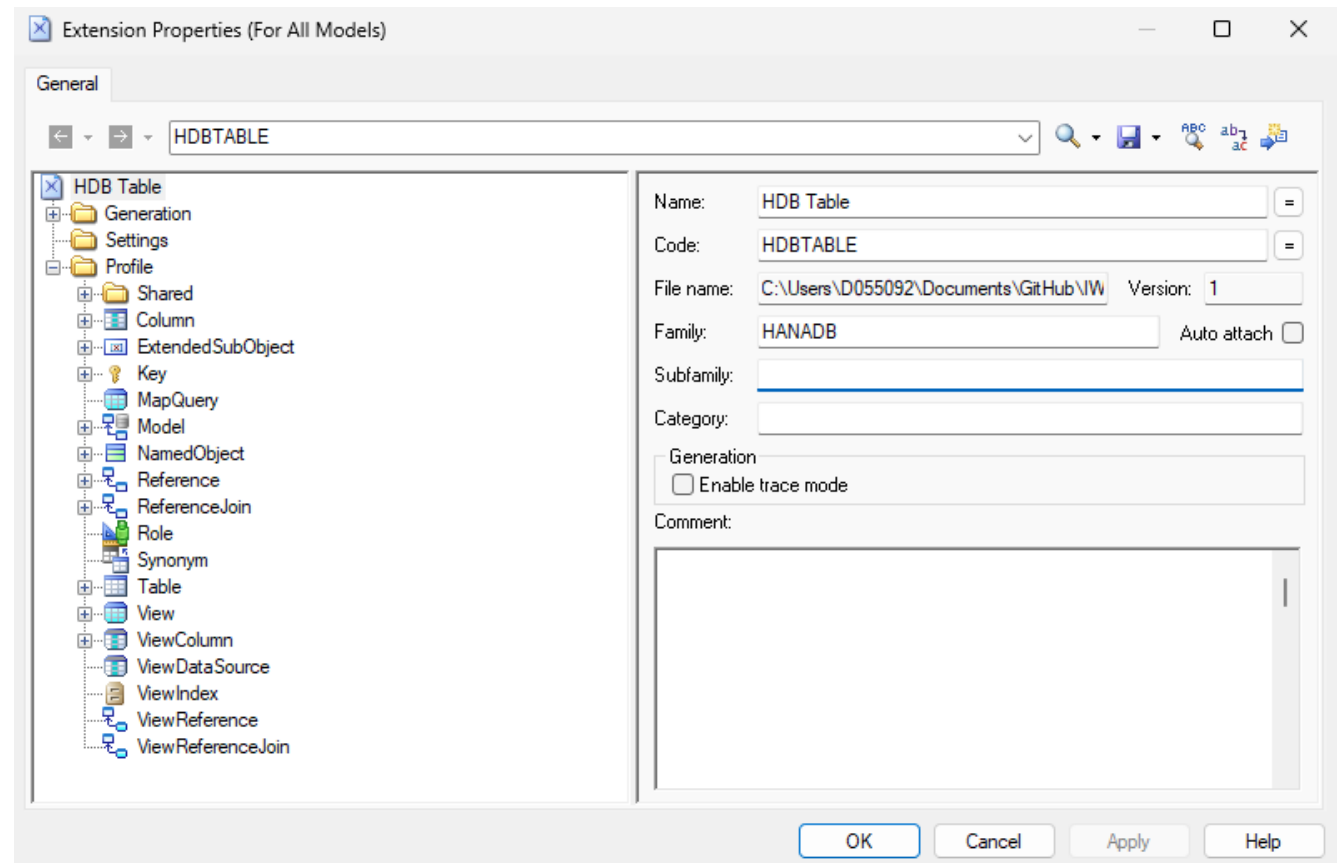 Extension Properties (For All Models)
General
HDBTABLE
ABC
ab
ac
HDB Table
Generation
Settings
Profile
Shared
Column
ExtendedSubObject
Key
MapQuery
Model
NamedObject
Reference
ReferenceJoin
Role
Synonym
Table
View
ViewColumn
ViewDataSource
ViewIndex
ViewReference
ViewReferenceJoin
Name: HDB Table =
Code: HDBTABLE =
File name: C:\Users\D055092\Documents\GitHub\IW Version: 1
Family: HANADB Auto attach
Subfamily:
Category:
Generation
Enable trace mode
Comment:
OK Cancel Apply Help